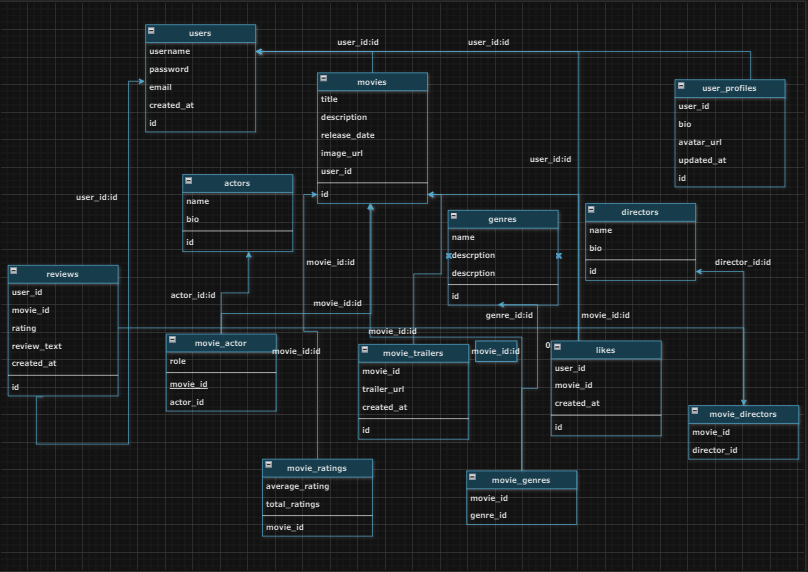 users
username
password
email
created_at
id
user_id:id
user_id:id
movies
title
description
release_date
image_url
user_id
id
user_profiles
user_id
bio
avatar_url
updated_at
id
user_id:id
user_id:id
actors
name
bio
id
genres
name
descrption
descrption
id
directors
name
bio
id
director_id:id
movie_id:id
reviews
user_id
movie_id
rating
review_text
created_at
id
actor_id:id
movie_id:id
genre_id:id
movie_id:id
movie_id:id
movie_actor
role
movie_id
actor_id
movie_id:id
movie_trailers
movie_id
trailer_url
created_at
id
movie_id:id
0
likes
user_id
movie_id
created_at
id
movie_directors
movie_id
director_id
movie_ratings
average_rating
total_ratings
movie_id
movie_genres
movie_id
genre_id